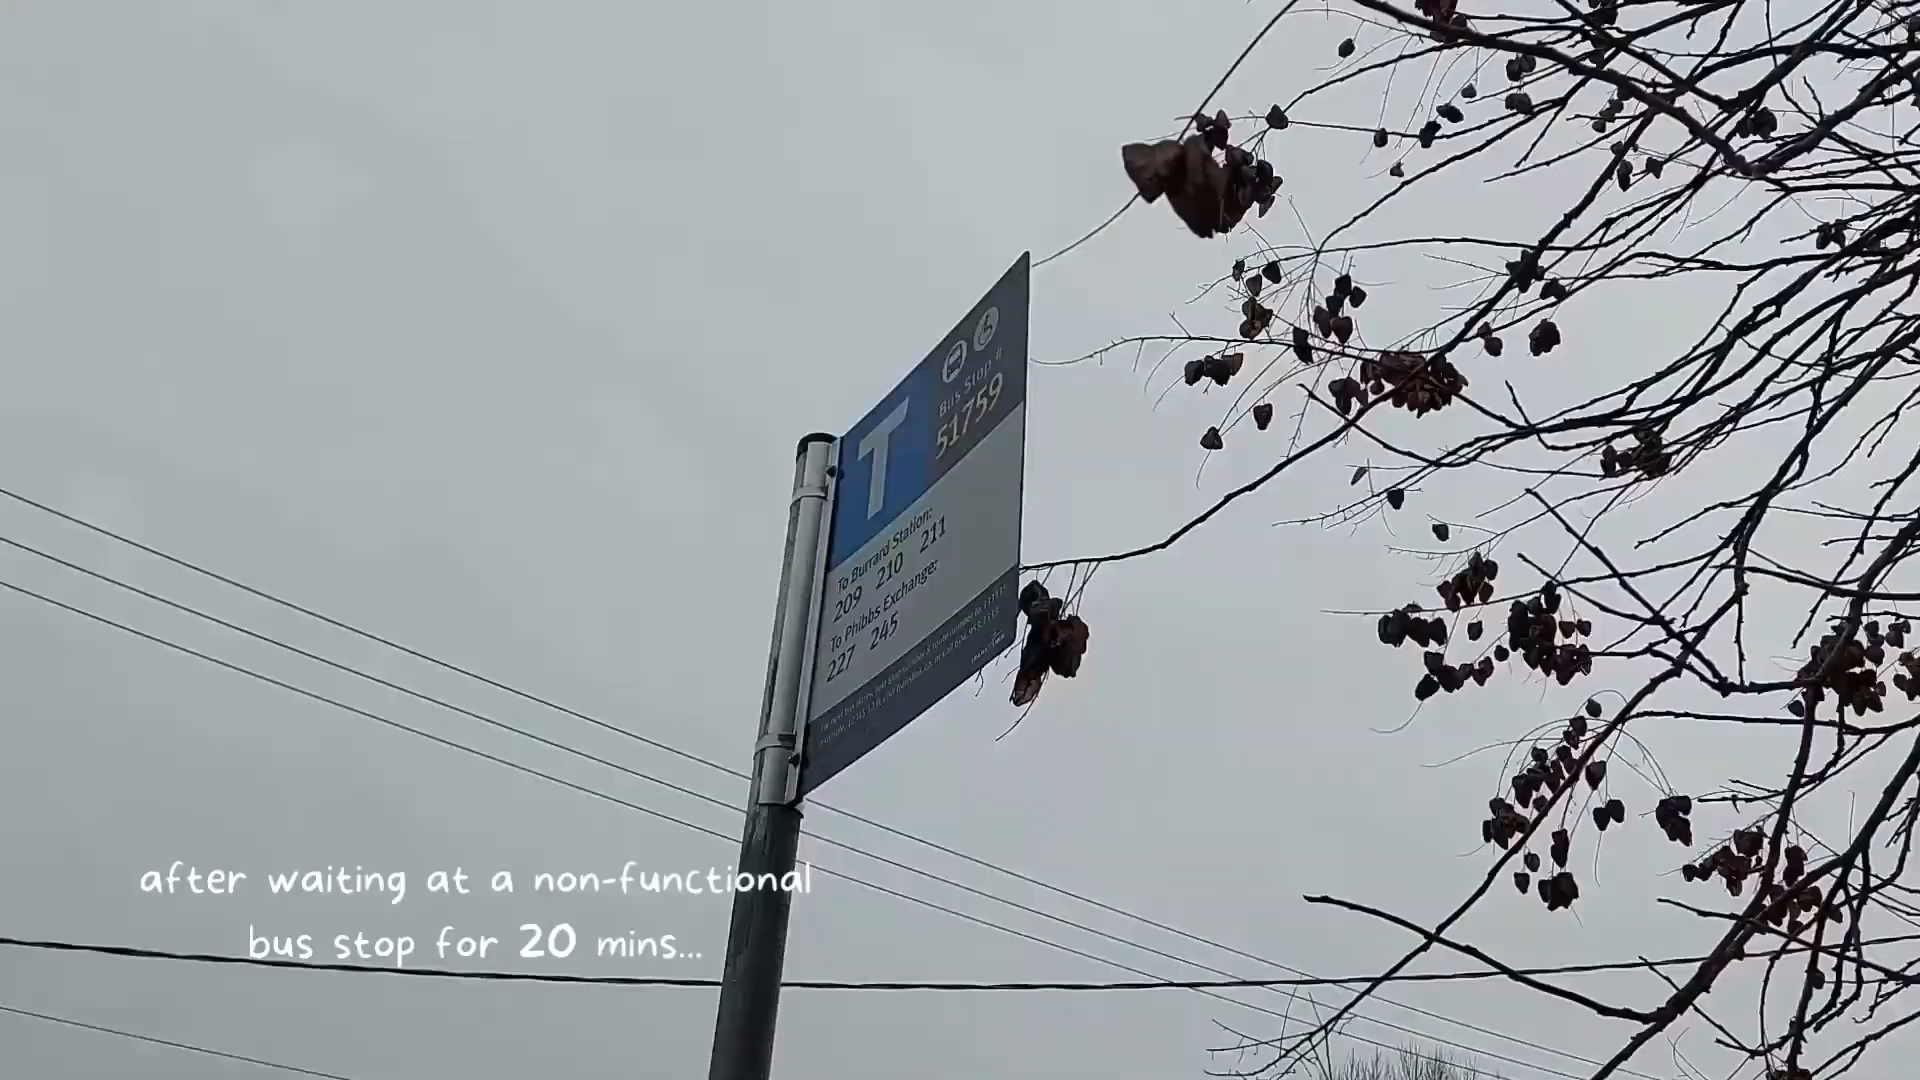 T
Bus Stop #
51759
To Burrard Station:
209 210 211
To Phibbs Exchange:
227 245
after waiting at a non-functional
bus stop for 20 mins...